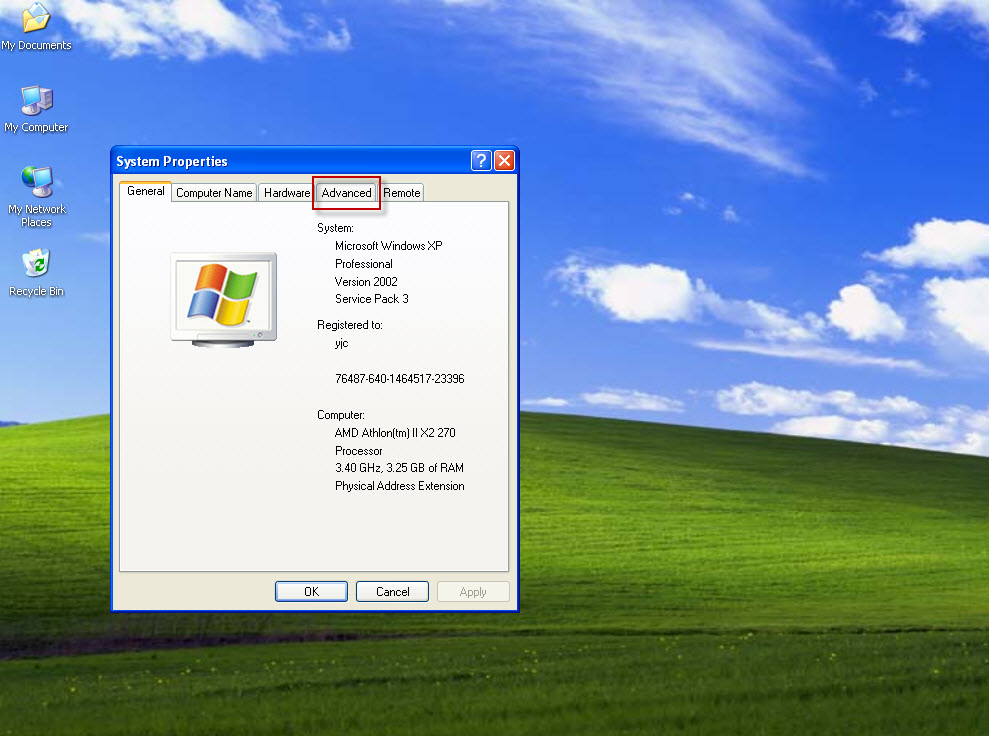 My Documents
My Computer
My Network
Places
Recycle Bin
System Properties
General
Computer Name
Hardware
Advanced
Remote
System:
Microsoft Windows XP
Professional
Version 2002
Service Pack 3
Registered to:
yjc
76487-640-1464517-23396
Computer:
AMD Athlon(tm) II X2 270
Processor
3.40 GHz, 3.25 GB of RAM
Physical Address Extension
OK
Cancel
Apply